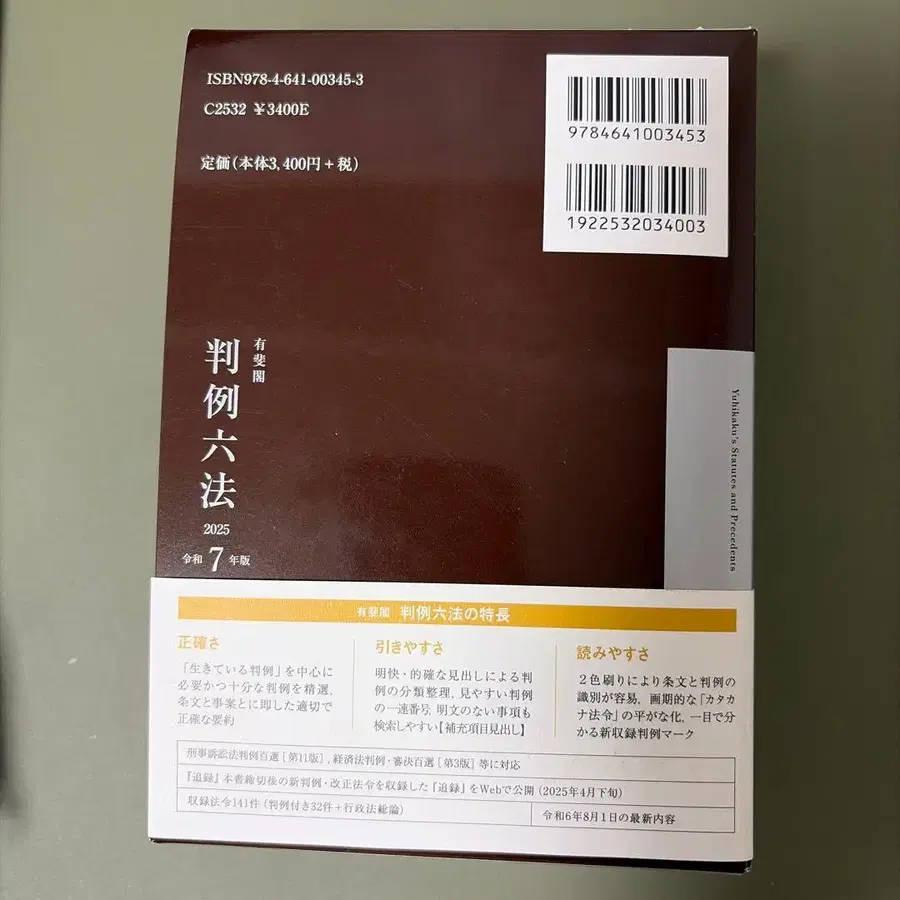 ISBN978-4-641-00345-3
C2532 ¥3400E
定価(本体3,400円+税)
9784641003453
1922532034003
有斐閣
判例六法
2025
令和7年版
Yuhikaku's Statutes and Precedents
有斐閣 判例六法の特長
正確さ
「生きている判例」を中心に
必要かつ十分な判例を精選,
条文と事案とに即した適切で
正確な要約
引きやすさ
明快・的確な見出しによる判
例の分類整理, 見やすい判例
の一連番号, 明文のない事項も
検索しやすい【補充項目見出し】
読みやすさ
2色刷りにより条文と判例の
識別が容易, 画期的な「カタカ
ナ法令」の平がな化, 一目で分
かる新収録判例マーク
刑事訴訟法判例百選[第11版], 経済法判例・審決百選[第3版]等に対応
『追録』本書締切後の新判例・改正法令を収録した『追録』をWebで公開(2025年4月下旬)
収録法令141件(判例付き32件+行政法総論)
令和6年8月1日の最新内容